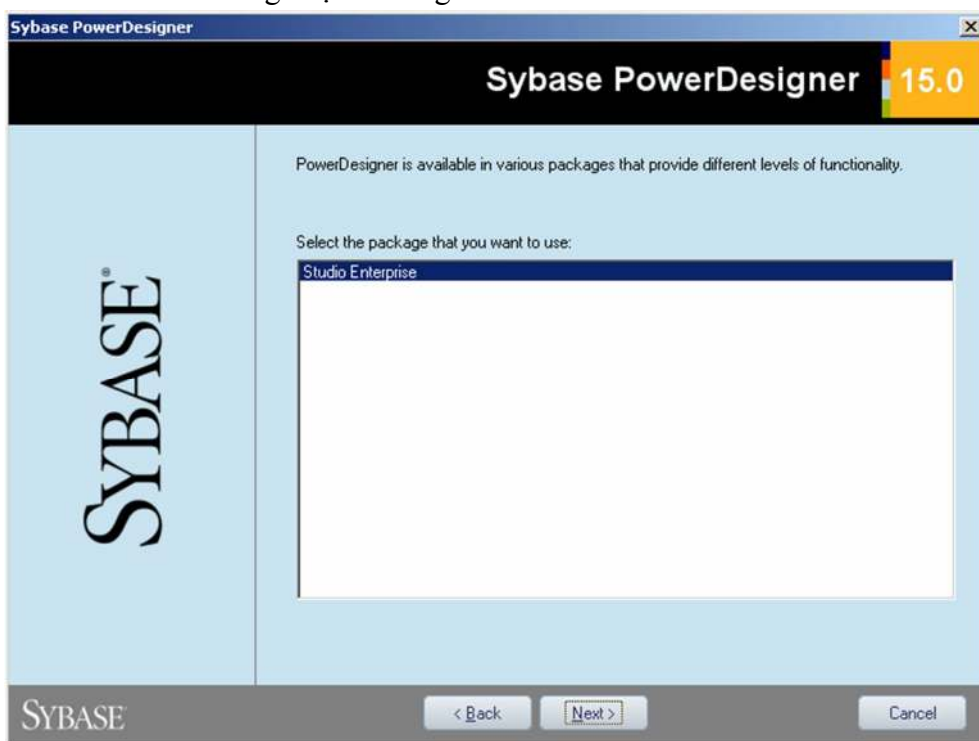 Sybase PowerDesigner
Sybase PowerDesigner 15.0
PowerDesigner is available in various packages that provide different levels of functionality.
Select the package that you want to use:
Studio Enterprise
SYBASE®
SYBASE
< Back
Next >
Cancel